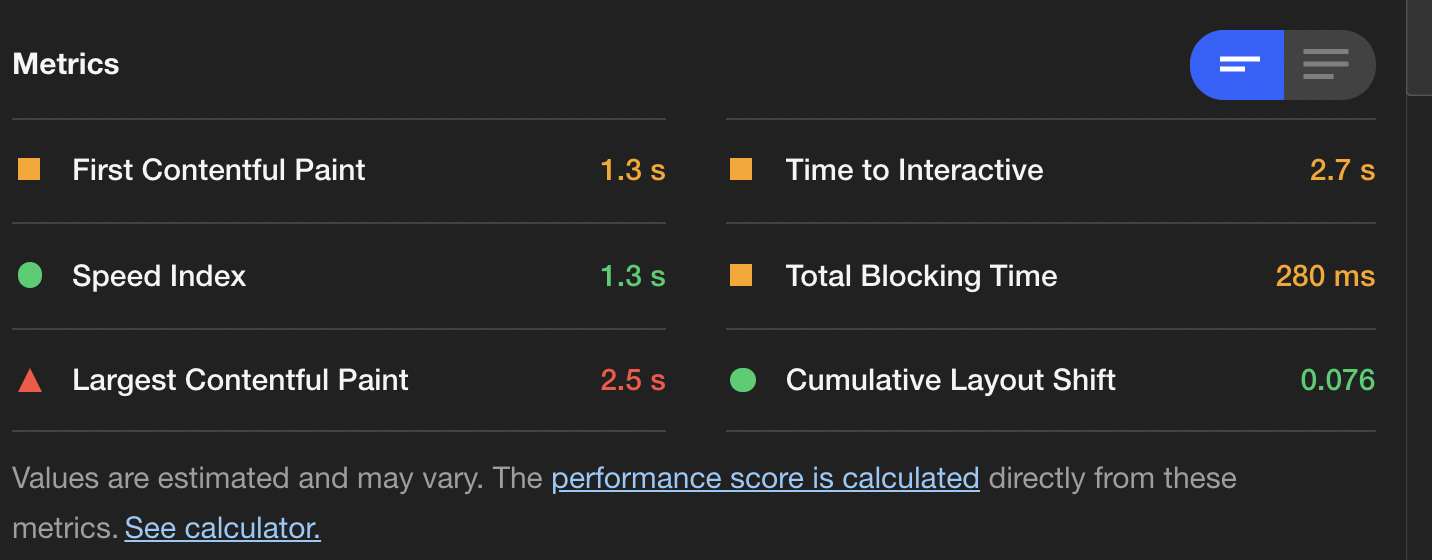 Metrics
First Contentful Paint 1.3 s
Time to Interactive 2.7 s
Speed Index 1.3 s
Total Blocking Time 280 ms
Largest Contentful Paint 2.5 s
Cumulative Layout Shift 0.076
Values are estimated and may vary. The performance score is calculated directly from these
metrics. See calculator.